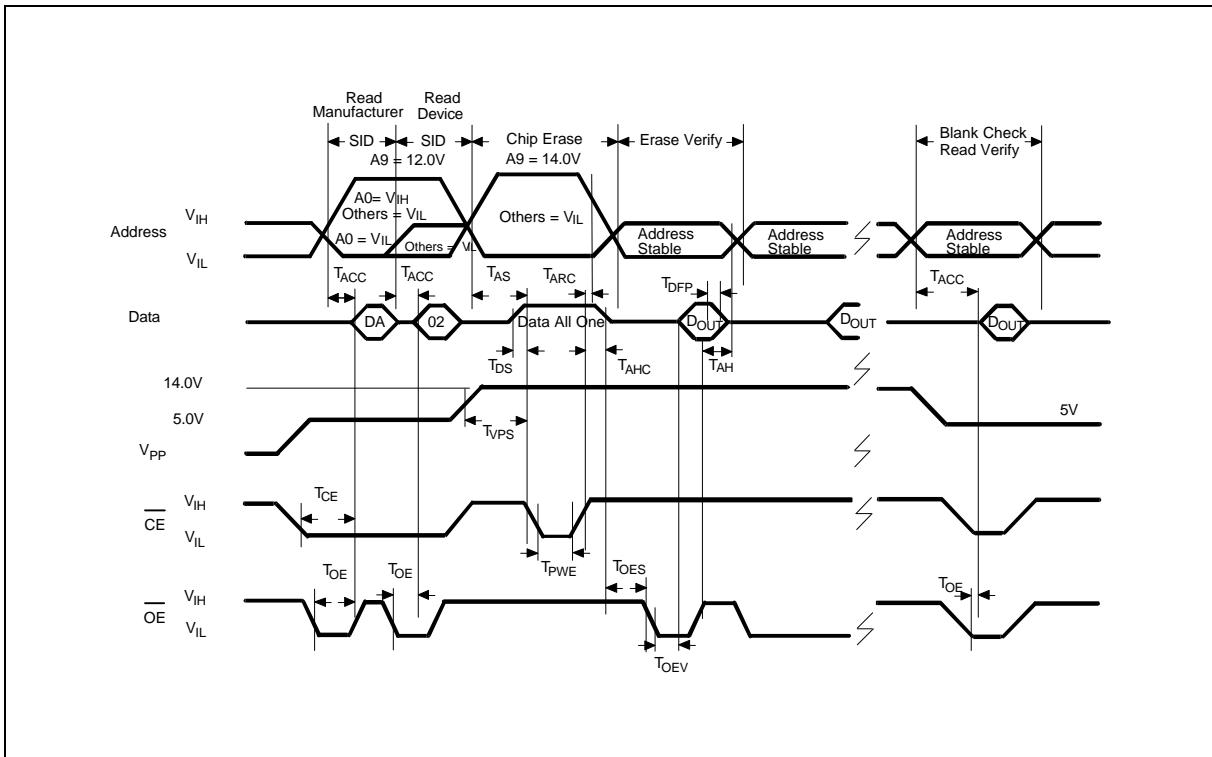 Read Manufacturer
Read Device
SID
SID
Chip Erase
Erase Verify
Blank Check
Read Verify
A9 = 12.0V
A9 = 14.0V
A0= VIH
Others = VIL
Others = VIL
Address
VIH
VIL
A0 = VIL
Others = VIL
Address Stable
Address Stable
Address Stable
TACC
TACC
TAS
TARC
TDFP
TACC
Data
DA
02
Data All One
DOUT
DOUT
DOUT
TDS
TAHC
TAH
14.0V
5.0V
5V
VPP
TVPS
CE
VIH
VIL
TCE
TPWE
OE
VIH
VIL
TOE
TOE
TOES
TOE
TOEV